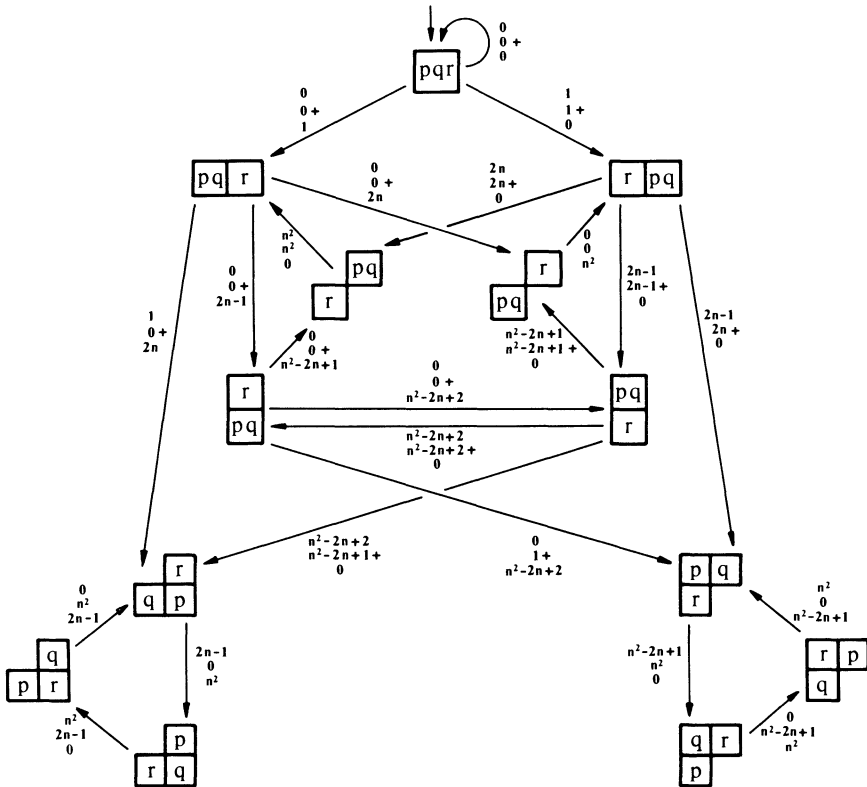 0
0 +
0
pqr
0
0 +
1
1
1 +
0
pq r
r pq
0
0 +
2n
2n
2n +
0
n²
n²
0
0
0
n²
pq
r
r
pq
0
0 +
2n-1
2n-1
2n-1 +
0
1
0 +
2n
2n-1
2n +
0
0
0 +
n²-2n+1
n²-2n+1
n²-2n+1 +
0
r
pq
0
0 +
n²-2n+2
n²-2n+2
n²-2n+2 +
0
pq
r
n²-2n+2
n²-2n+1 +
0
0
1 +
n²-2n+2
r
q p
p q
r
0
n²
2n-1
n²
0
n²-2n+1
q
p r
2n-1
0
n²
n²-2n+1
n²
0
r p
q
n²
2n-1
0
0
n²-2n+1
n²
p
r q
q r
p